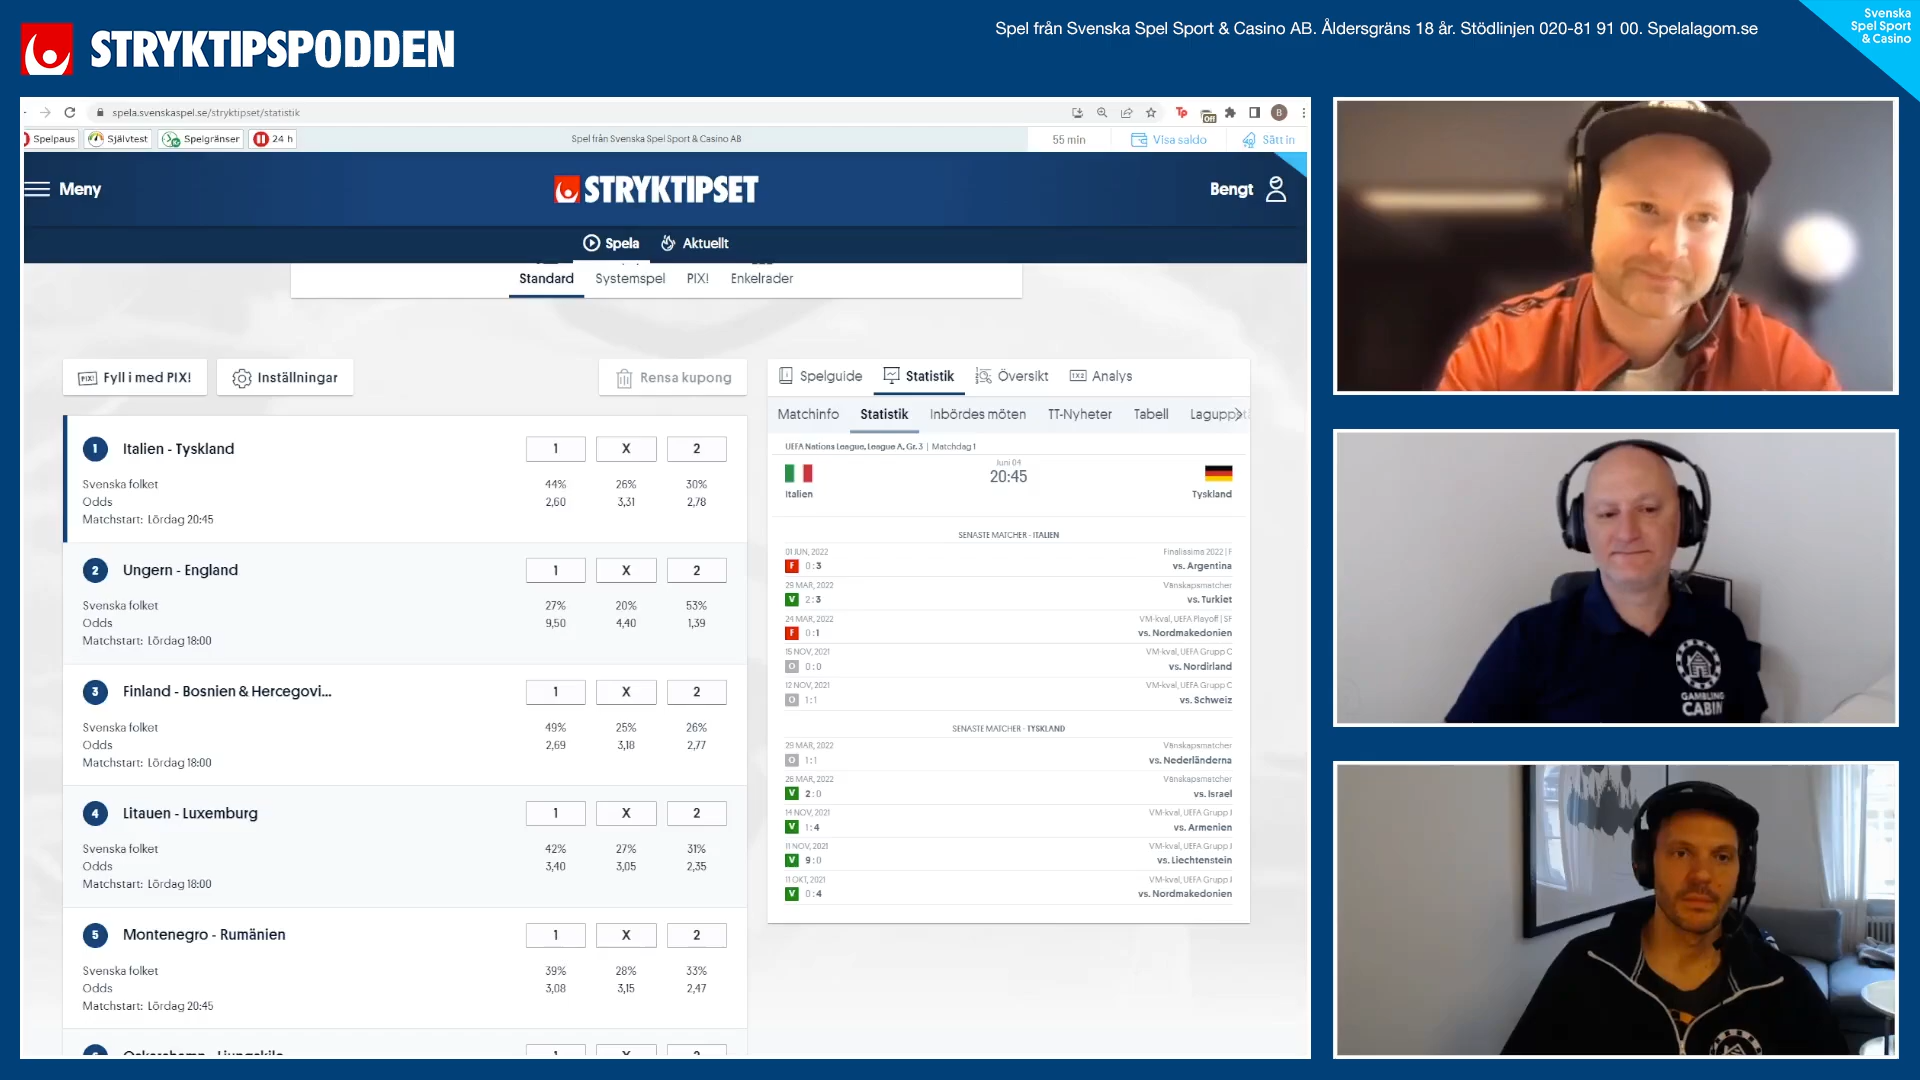 STRYKTIPSPODDEN
Spel från Svenska Spel Sport & Casino AB. Åldersgräns 18 år. Stödlinjen 020-81 91 00. Spelalagom.se
Svenska
Spel Sport
& Casino
spela.svenskaspel.se/stryktipset/statistik
Off
B
Spelpaus
Självtest
Spelgränser
24 h
Spel från Svenska Spel Sport & Casino AB
55 min
Visa saldo
Sätt in
Meny
STRYKTIPSET
Bengt
Spela
Aktuellt
Standard
Systemspel
PIX!
Enkelrader
Fyll i med PIX!
Inställningar
Rensa kupong
1 Italien - Tyskland 1 X 2
Svenska folket 44% 26% 30%
Odds 2,60 3,31 2,78
Matchstart: Lördag 20:45
2 Ungern - England 1 X 2
Svenska folket 27% 20% 53%
Odds 9,50 4,40 1,39
Matchstart: Lördag 18:00
3 Finland - Bosnien & Hercegovi... 1 X 2
Svenska folket 49% 25% 26%
Odds 2,69 3,18 2,77
Matchstart: Lördag 18:00
4 Litauen - Luxemburg 1 X 2
Svenska folket 42% 27% 31%
Odds 3,40 3,05 2,35
Matchstart: Lördag 18:00
5 Montenegro - Rumänien 1 X 2
Svenska folket 39% 28% 33%
Odds 3,08 3,15 2,47
Matchstart: Lördag 20:45
Spelguide
Statistik
Översikt
Analys
Matchinfo
Statistik
Inbördes möten
TT-Nyheter
Tabell
UEFA Nations League, League A, Gr. 3 | Matchdag 1
Juni 04
20:45
Italien
Tyskland
SENASTE MATCHER - ITALIEN
01 JUN, 2022 Finalissima 2022 | F
F 0:3 vs. Argentina
29 MAR, 2022 Vänskapsmatcher
V 2:3 vs. Turkiet
24 MAR, 2022 VM-kval, UEFA Playoff | SF
F 0:1 vs. Nordmakedonien
15 NOV, 2021 VM-kval, UEFA Grupp C
O 0:0 vs. Nordirland
12 NOV, 2021 VM-kval, UEFA Grupp C
O 1:1 vs. Schweiz
SENASTE MATCHER - TYSKLAND
29 MAR, 2022 Vänskapsmatcher
O 1:1 vs. Nederländerna
26 MAR, 2022 Vänskapsmatcher
V 2:0 vs. Israel
14 NOV, 2021 VM-kval, UEFA Grupp J
V 1:4 vs. Armenien
11 NOV, 2021 VM-kval, UEFA Grupp J
V 9:0 vs. Liechtenstein
11 OKT, 2021 VM-kval, UEFA Grupp J
V 0:4 vs. Nordmakedonien
GAMBLING
CABIN